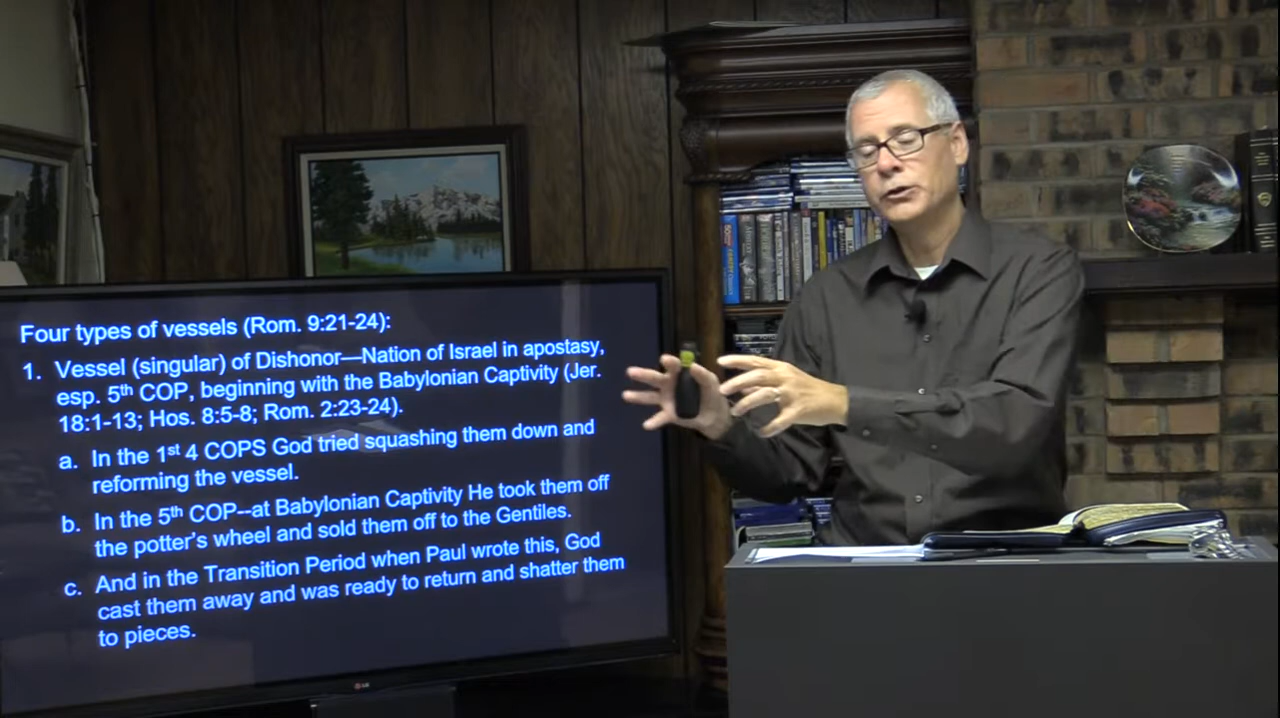 Four types of vessels (Rom. 9:21-24):
1. Vessel (singular) of Dishonor—Nation of Israel in apostasy,
esp. 5th COP, beginning with the Babylonian Captivity (Jer.
18:1-13; Hos. 8:5-8; Rom. 2:23-24).
a. In the 1st 4 COPS God tried squashing them down and
reforming the vessel.
b. In the 5th COP--at Babylonian Captivity He took them off
the potter's wheel and sold them off to the Gentiles.
c. And in the Transition Period when Paul wrote this, God
cast them away and was ready to return and shatter them
to pieces.
LG